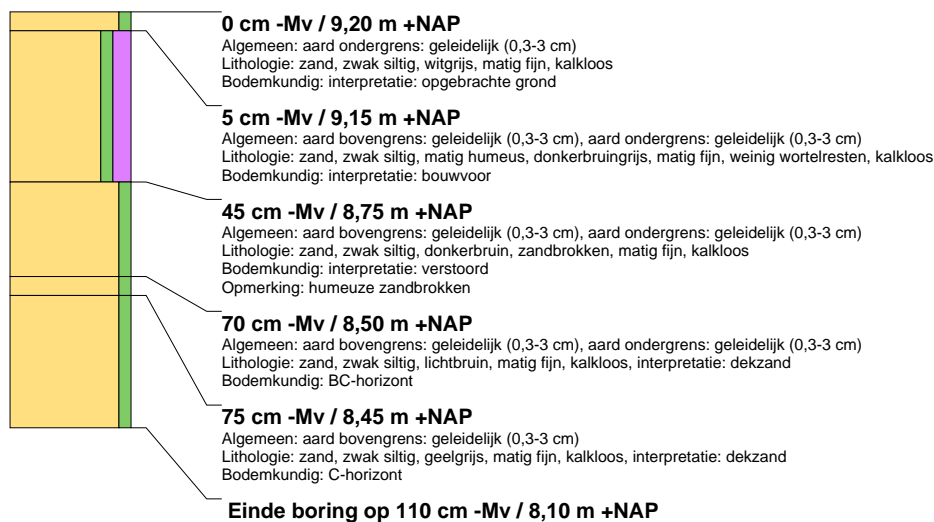 0 cm -Mv / 9,20 m +NAP
Algemeen: aard ondergrens: geleidelijk (0,3-3 cm)
Lithologie: zand, zwak siltig, witgrijs, matig fijn, kalkloos
Bodemkundig: interpretatie: opgebrachte grond
5 cm -Mv / 9,15 m +NAP
Algemeen: aard bovengrens: geleidelijk (0,3-3 cm), aard ondergrens: geleidelijk (0,3-3 cm)
Lithologie: zand, zwak siltig, matig humeus, donkerbruingrijs, matig fijn, weinig wortelresten, kalkloos
Bodemkundig: interpretatie: bouwvoor
45 cm -Mv / 8,75 m +NAP
Algemeen: aard bovengrens: geleidelijk (0,3-3 cm), aard ondergrens: geleidelijk (0,3-3 cm)
Lithologie: zand, zwak siltig, donkerbruin, zandbrokken, matig fijn, kalkloos
Bodemkundig: interpretatie: verstoord
Opmerking: humeuze zandbrokken
70 cm -Mv / 8,50 m +NAP
Algemeen: aard bovengrens: geleidelijk (0,3-3 cm), aard ondergrens: geleidelijk (0,3-3 cm)
Lithologie: zand, zwak siltig, lichtbruin, matig fijn, kalkloos, interpretatie: dekzand
Bodemkundig: BC-horizont
75 cm -Mv / 8,45 m +NAP
Algemeen: aard bovengrens: geleidelijk (0,3-3 cm)
Lithologie: zand, zwak siltig, geelgrijs, matig fijn, kalkloos, interpretatie: dekzand
Bodemkundig: C-horizont
Einde boring op 110 cm -Mv / 8,10 m +NAP